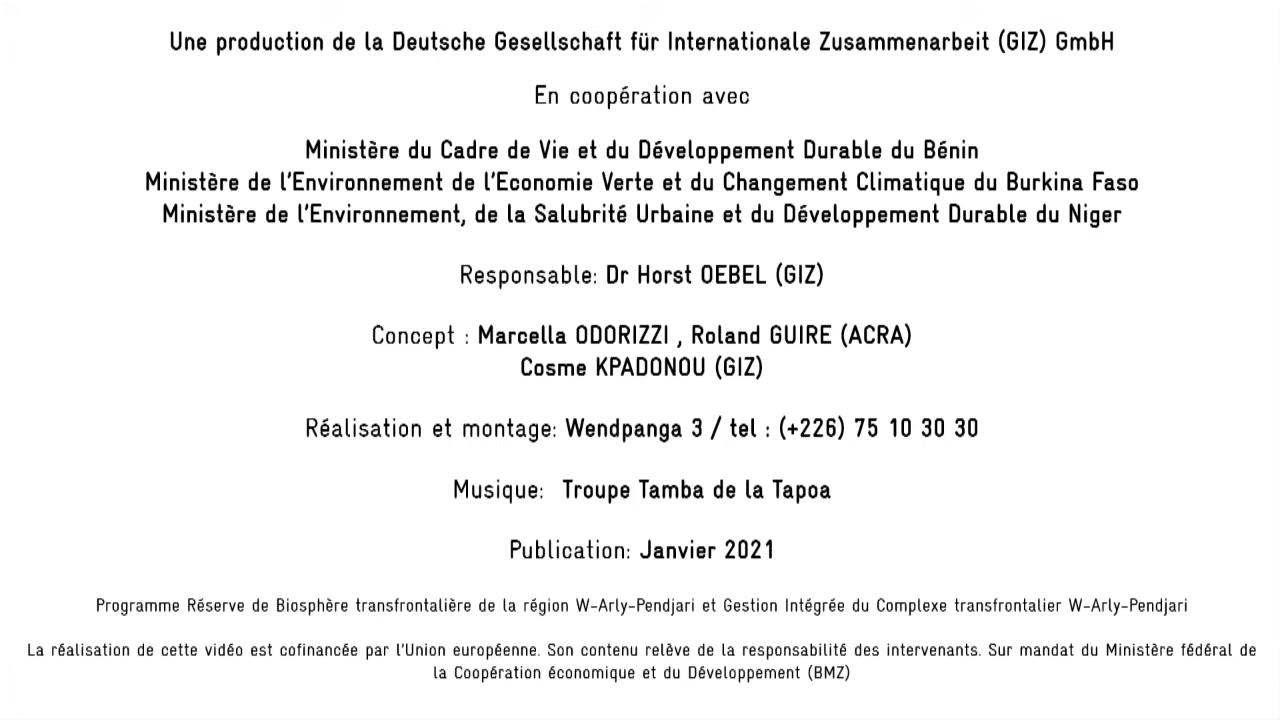 Une production de la Deutsche Gesellschaft für Internationale Zusammenarbeit (GIZ) GmbH
En coopération avec
Ministère du Cadre de Vie et du Développement Durable du Bénin
Ministère de l'Environnement de l'Economie Verte et du Changement Climatique du Burkina Faso
Ministère de l'Environnement, de la Salubrité Urbaine et du Développement Durable du Niger
Responsable: Dr Horst OEBEL (GIZ)
Concept : Marcella ODORIZZI , Roland GUIRE (ACRA)
Cosme KPADONOU (GIZ)
Réalisation et montage: Wendpanga 3 / tel : (+226) 75 10 30 30
Musique: Troupe Tamba de la Tapoa
Publication: Janvier 2021
Programme Réserve de Biosphère transfrontalière de la région W-Arly-Pendjari et Gestion Intégrée du Complexe transfrontalier W-Arly-Pendjari
La réalisation de cette vidéo est cofinancée par l'Union européenne. Son contenu relève de la responsabilité des intervenants. Sur mandat du Ministère fédéral de
la Coopération économique et du Développement (BMZ)